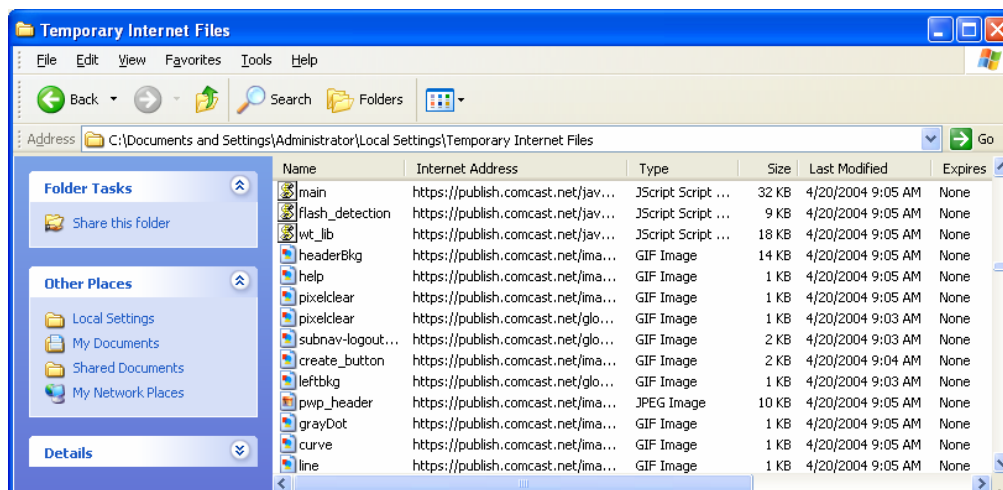 Temporary Internet Files
File Edit View Favorites Tools Help
Back Search Folders
Address C:\Documents and Settings\Administrator\Local Settings\Temporary Internet Files Go
Folder Tasks
Share this folder
Other Places
Local Settings
My Documents
Shared Documents
My Network Places
Details
Name Internet Address Type Size Last Modified Expires
main https://publish.comcast.net/jav... JScript Script ... 32 KB 4/20/2004 9:05 AM None
flash_detection https://publish.comcast.net/jav... JScript Script ... 9 KB 4/20/2004 9:05 AM None
wt_lib https://publish.comcast.net/jav... JScript Script ... 18 KB 4/20/2004 9:05 AM None
headerBkg https://publish.comcast.net/ima... GIF Image 14 KB 4/20/2004 9:05 AM None
help https://publish.comcast.net/ima... GIF Image 1 KB 4/20/2004 9:05 AM None
pixelclear https://publish.comcast.net/ima... GIF Image 1 KB 4/20/2004 9:05 AM None
pixelclear https://publish.comcast.net/glo... GIF Image 1 KB 4/20/2004 9:03 AM None
subnav-logout... https://publish.comcast.net/glo... GIF Image 2 KB 4/20/2004 9:03 AM None
create_button https://publish.comcast.net/ima... GIF Image 2 KB 4/20/2004 9:04 AM None
leftbkg https://publish.comcast.net/glo... GIF Image 1 KB 4/20/2004 9:03 AM None
pwp_header https://publish.comcast.net/ima... JPEG Image 10 KB 4/20/2004 9:05 AM None
grayDot https://publish.comcast.net/ima... GIF Image 1 KB 4/20/2004 9:05 AM None
curve https://publish.comcast.net/ima... GIF Image 1 KB 4/20/2004 9:05 AM None
line https://publish.comcast.net/ima... GIF Image 1 KB 4/20/2004 9:05 AM None